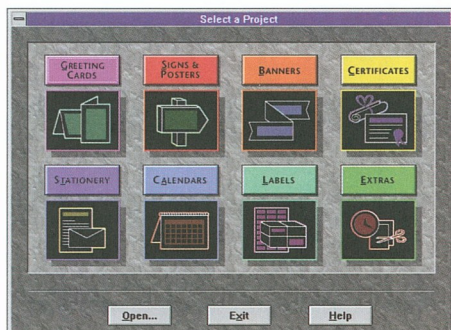 Select a Project
GREETING CARDS
SIGNS & POSTERS
BANNERS
CERTIFICATES
STATIONERY
CALENDARS
LABELS
EXTRAS
Open...
Exit
Help